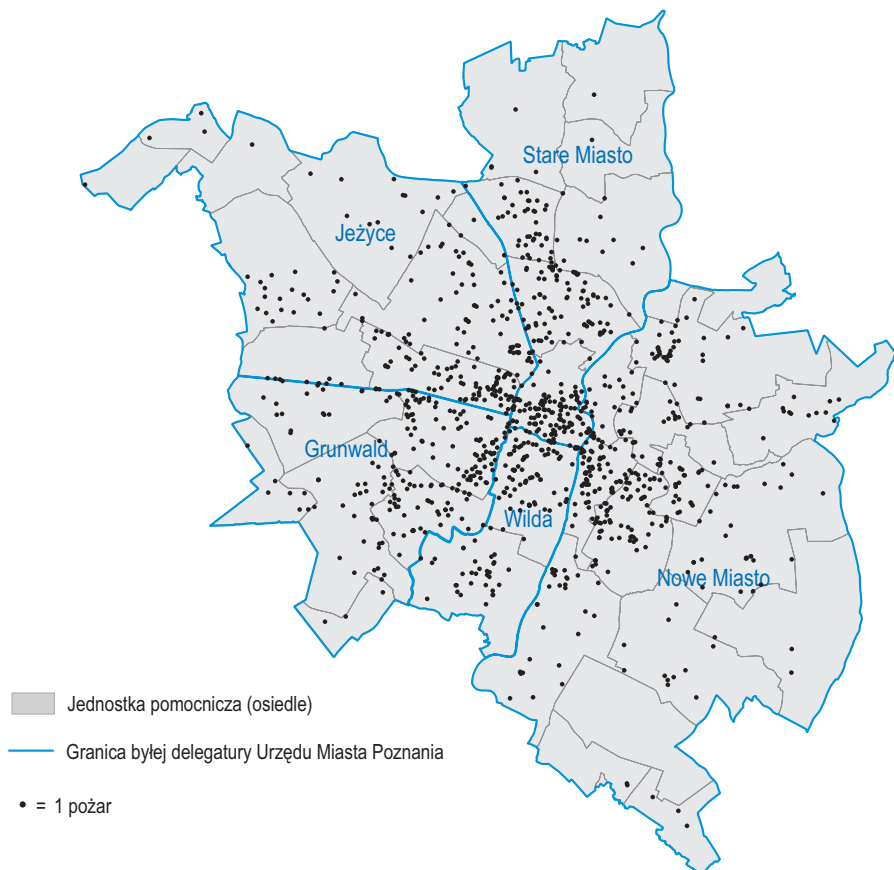 Stare Miasto
Jeżyce
Grunwald
Wilda
Nowe Miasto
Jednostka pomocnicza (osiedle)
Granica byłej delegatury Urzędu Miasta Poznania
• = 1 pożar